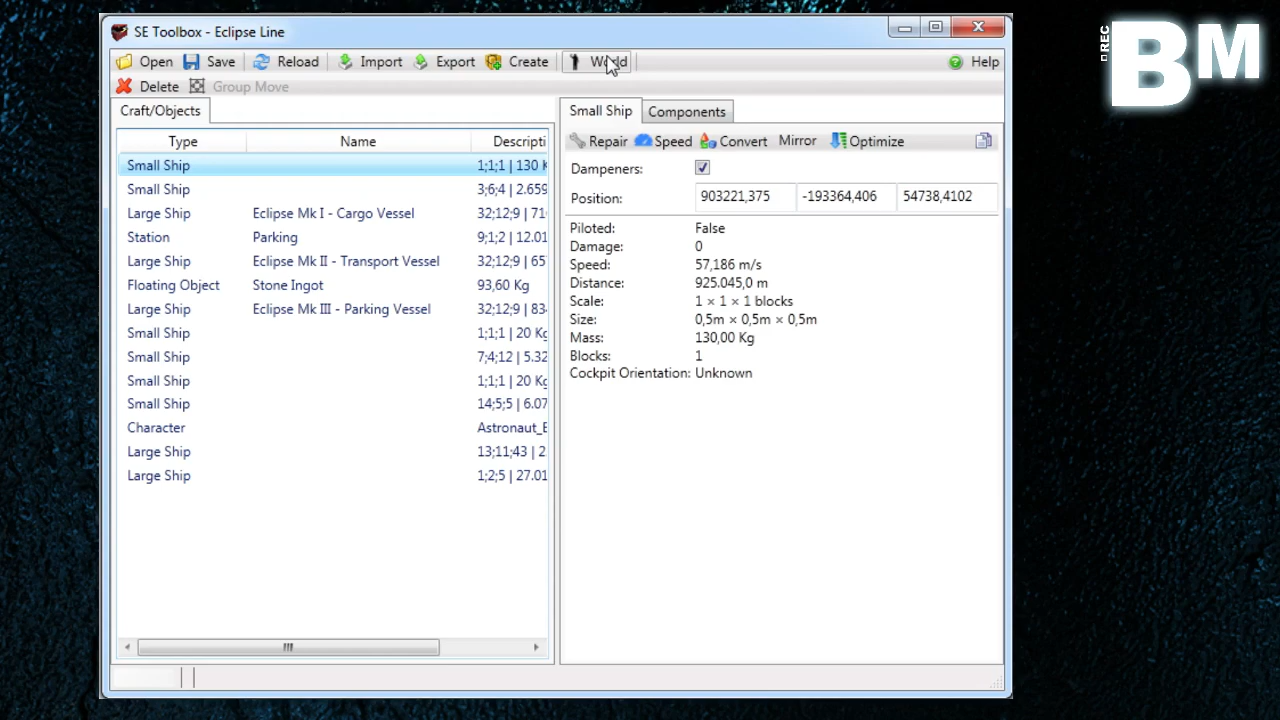 SE Toolbox - Eclipse Line
REC
BM
Open Save Reload Import Export Create World Help
Delete Group Move
Craft/Objects Small Ship Components
Type Name Descripti
Repair Speed Convert Mirror Optimize
Small Ship 1;1;1 | 130 K
Small Ship 3;6;4 | 2.659
Large Ship Eclipse Mk I - Cargo Vessel 32;12;9 | 71
Station Parking 9;1;2 | 12.01
Large Ship Eclipse Mk II - Transport Vessel 32;12;9 | 65
Floating Object Stone Ingot 93,60 Kg
Large Ship Eclipse Mk III - Parking Vessel 32;12;9 | 83
Small Ship 1;1;1 | 20 Kg
Small Ship 7;4;12 | 5.32
Small Ship 1;1;1 | 20 Kg
Small Ship 14;5;5 | 6.07
Character Astronaut_E
Large Ship 13;11;43 | 2
Large Ship 1;2;5 | 27.01
Dampeners:
Position: 903221,375 -193364,406 54738,4102
Piloted: False
Damage: 0
Speed: 57,186 m/s
Distance: 925.045,0 m
Scale: 1 × 1 × 1 blocks
Size: 0,5m × 0,5m × 0,5m
Mass: 130,00 Kg
Blocks: 1
Cockpit Orientation: Unknown